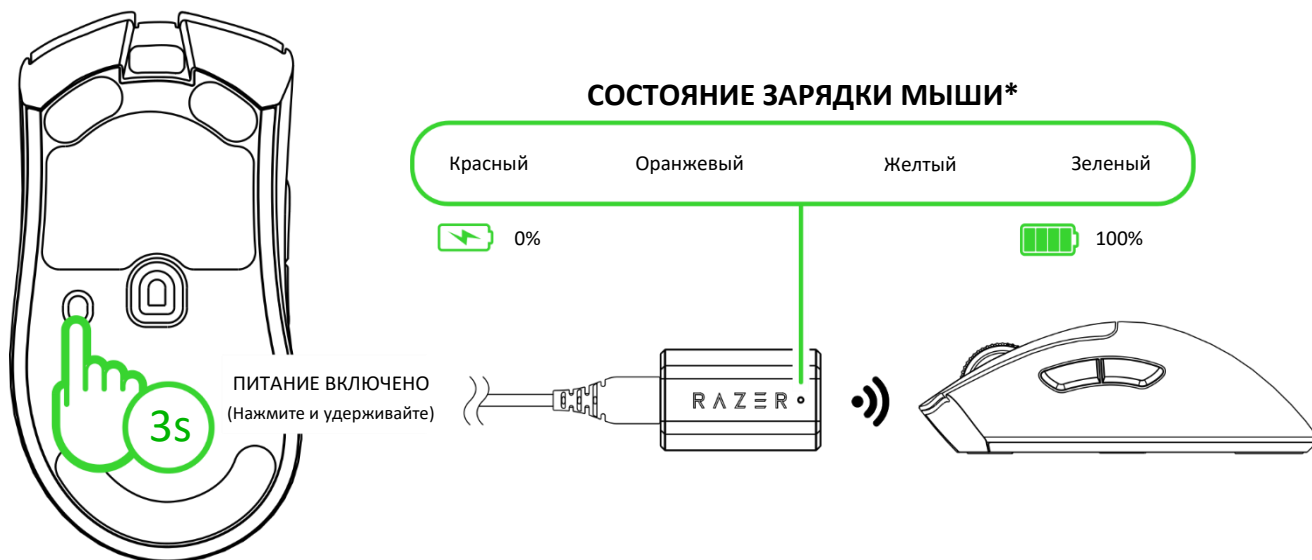 СОСТОЯНИЕ ЗАРЯДКИ МЫШИ*
Красный Оранжевый Желтый Зеленый
0% 100%
RAZER
ПИТАНИЕ ВКЛЮЧЕНО
(Нажмите и удерживайте)
3s